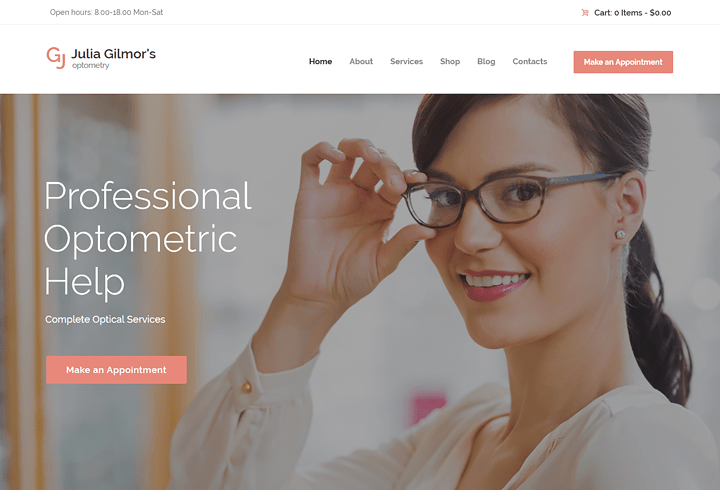 Open hours: 8.00-18.00 Mon-Sat
Cart: 0 Items - $0.00
GJ
Julia Gilmor's
optometry
Home About Services Shop Blog Contacts
Make an Appointment
Professional
Optometric
Help
Complete Optical Services
Make an Appointment